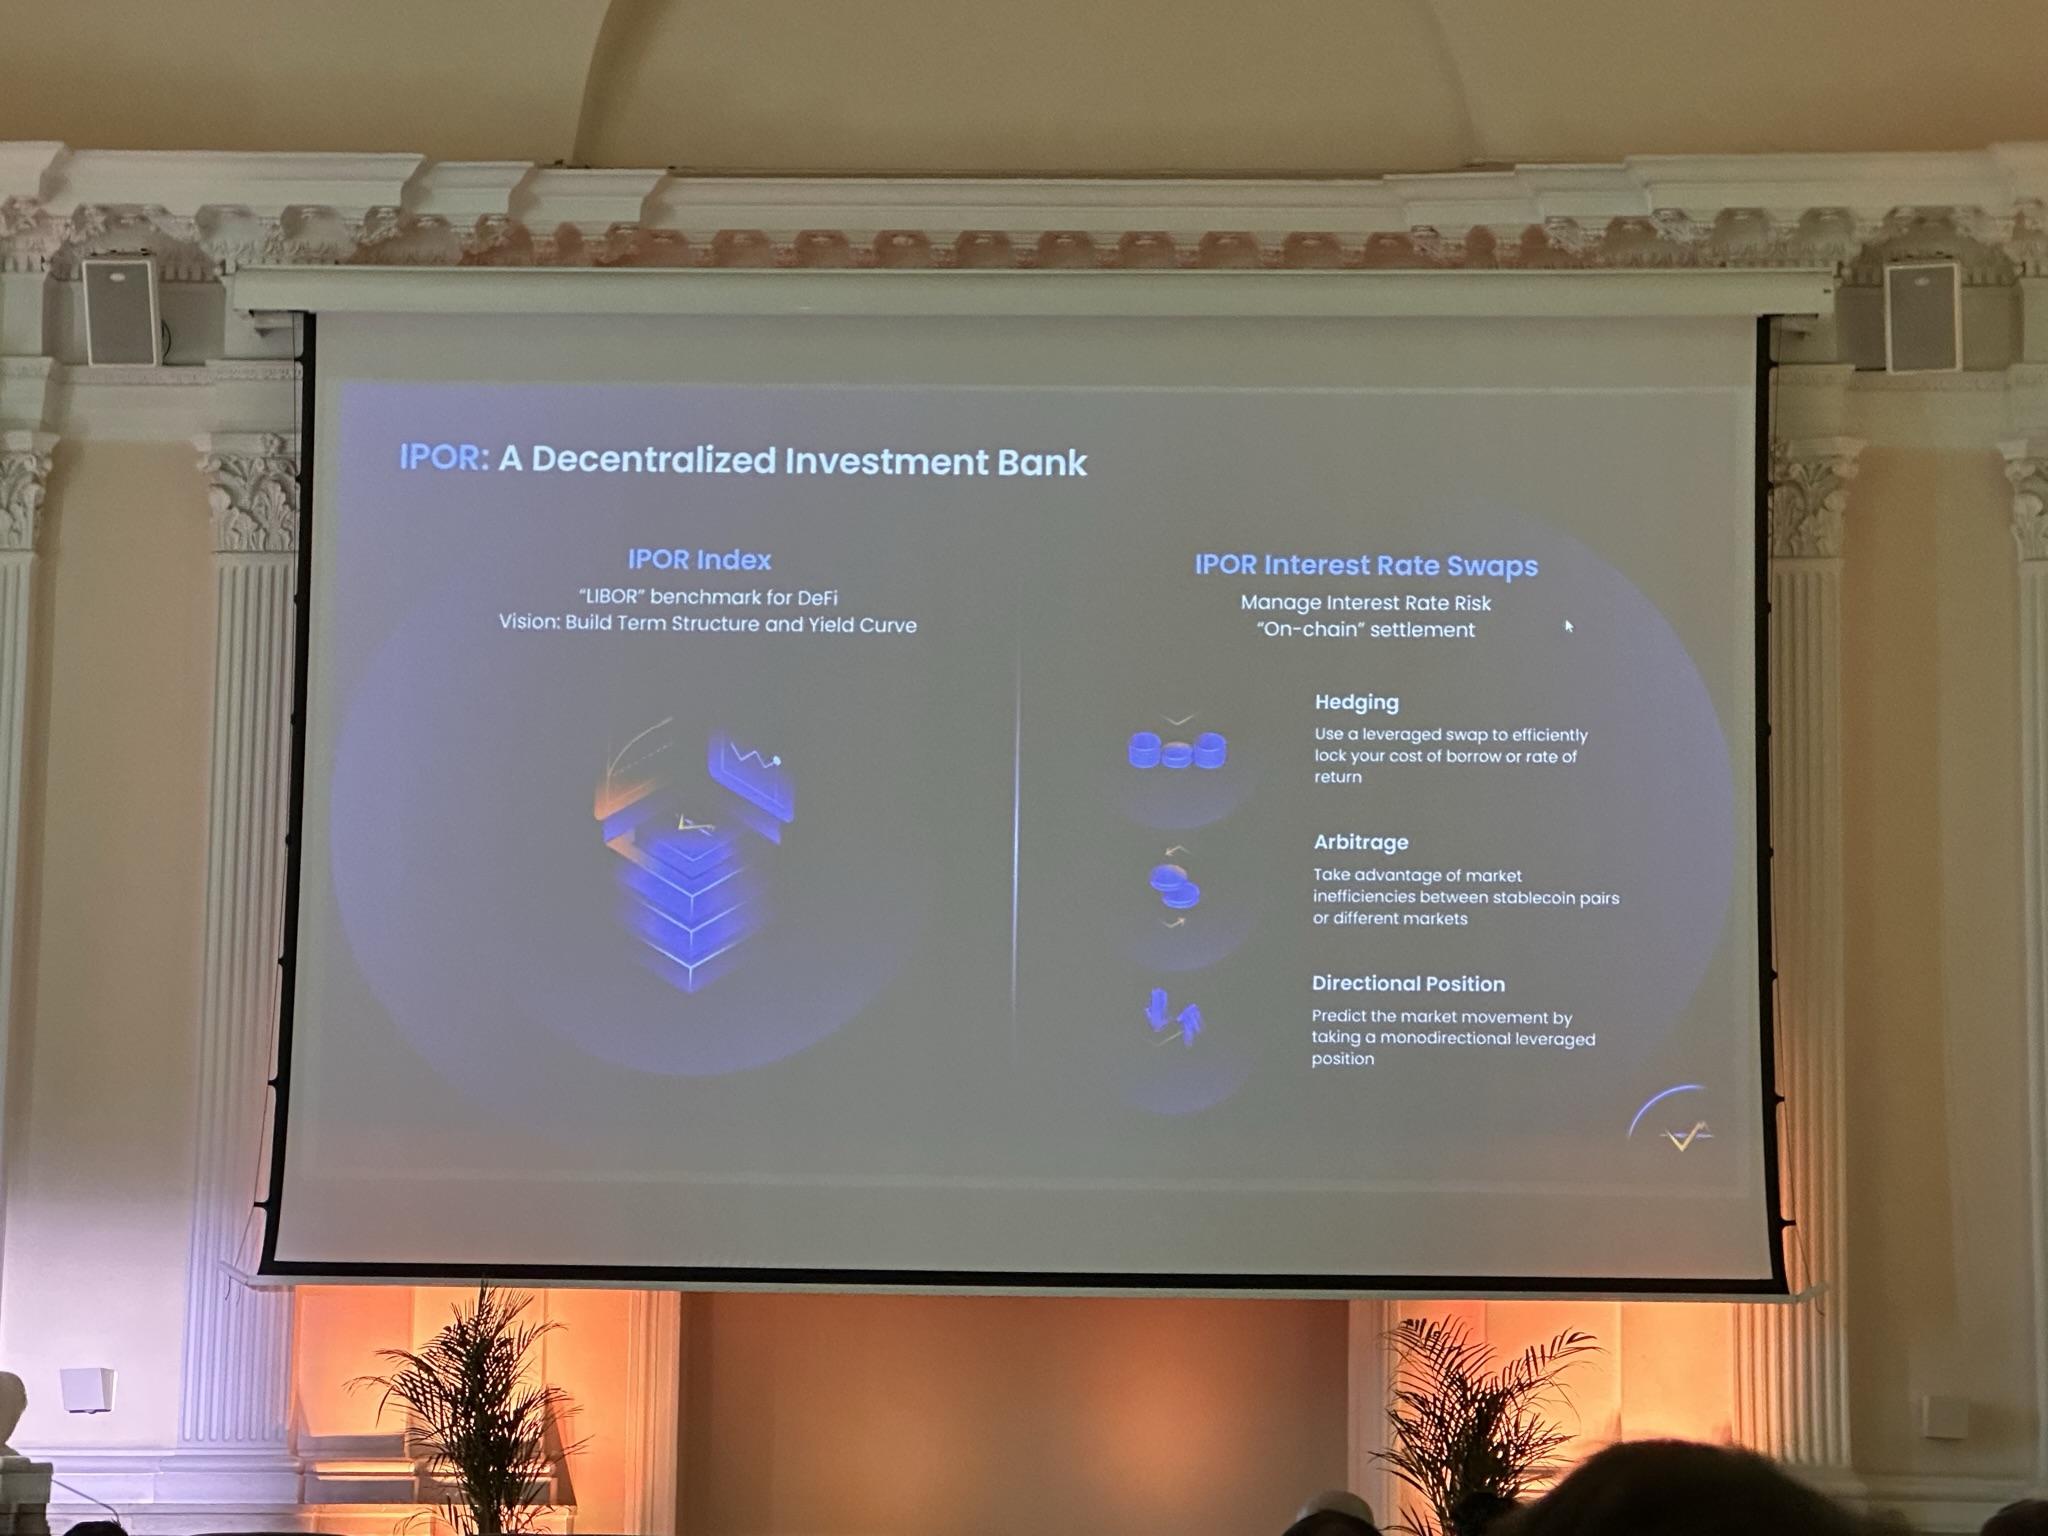 IPOR: A Decentralized Investment Bank
IPOR Index
“LIBOR” benchmark for DeFi
Vision: Build Term Structure and Yield Curve
IPOR Interest Rate Swaps
Manage Interest Rate Risk
“On-chain” settlement
Hedging
Use a leveraged swap to efficiently
lock your cost of borrow or rate of
return
Arbitrage
Take advantage of market
inefficiencies between stablecoin pairs
or different markets
Directional Position
Predict the market movement by
taking a monodirectional leveraged
position